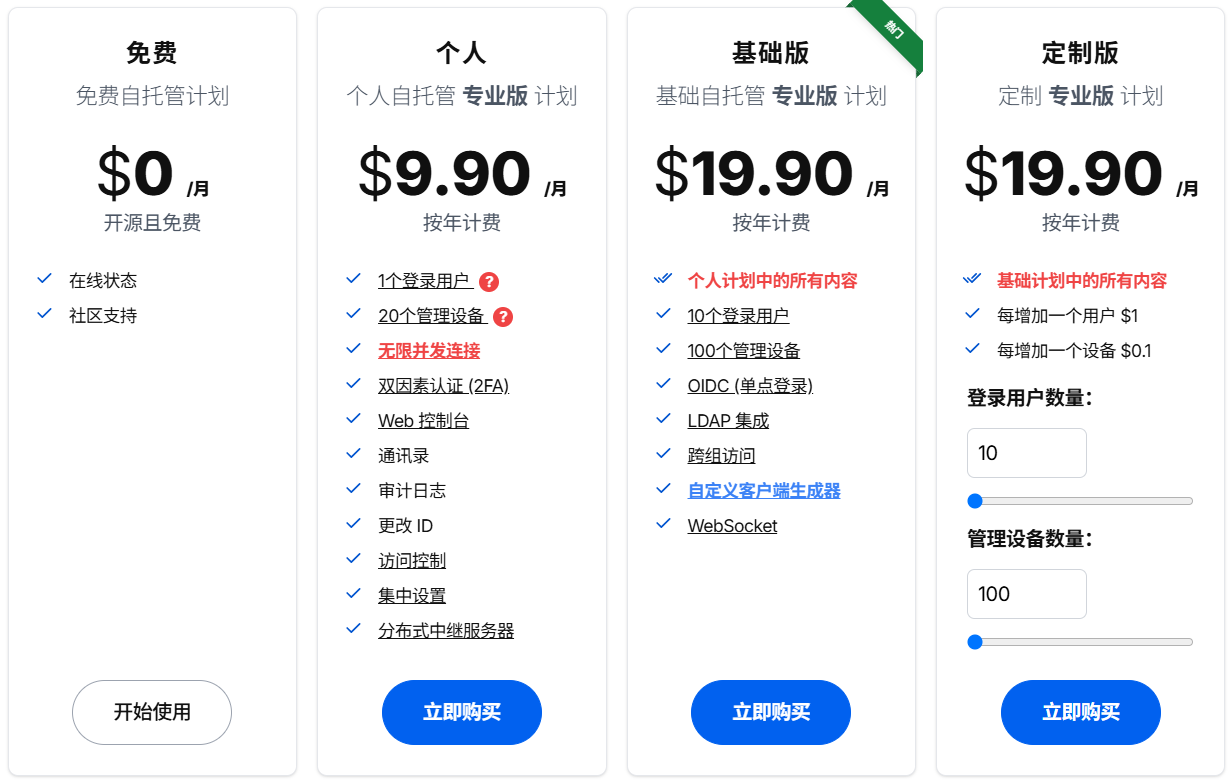 免费
免费自托管计划
$0 /月
开源且免费
在线状态
社区支持
开始使用
个人
个人自托管 专业版 计划
$9.90 /月
按年计费
1个登录用户 ?
20个管理设备 ?
无限并发连接
双因素认证 (2FA)
Web 控制台
通讯录
审计日志
更改 ID
访问控制
集中设置
分布式中继服务器
立即购买
热门
基础版
基础自托管 专业版 计划
$19.90 /月
按年计费
个人计划中的所有内容
10个登录用户
100个管理设备
OIDC (单点登录)
LDAP 集成
跨组访问
自定义客户端生成器
WebSocket
立即购买
定制版
定制 专业版 计划
$19.90 /月
按年计费
基础计划中的所有内容
每增加一个用户 $1
每增加一个设备 $0.1
登录用户数量：
10
管理设备数量：
100
立即购买